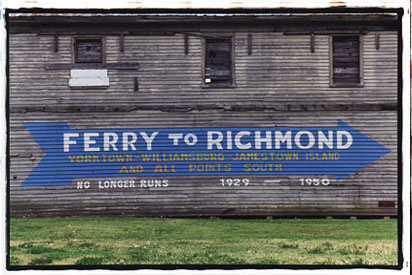 FERRY TO RICHMOND
YORKTOWN-WILLIAMSBURG-JAMESTOWN ISLAND
AND ALL POINTS SOUTH
NO LONGER RUNS 1929 — 1950